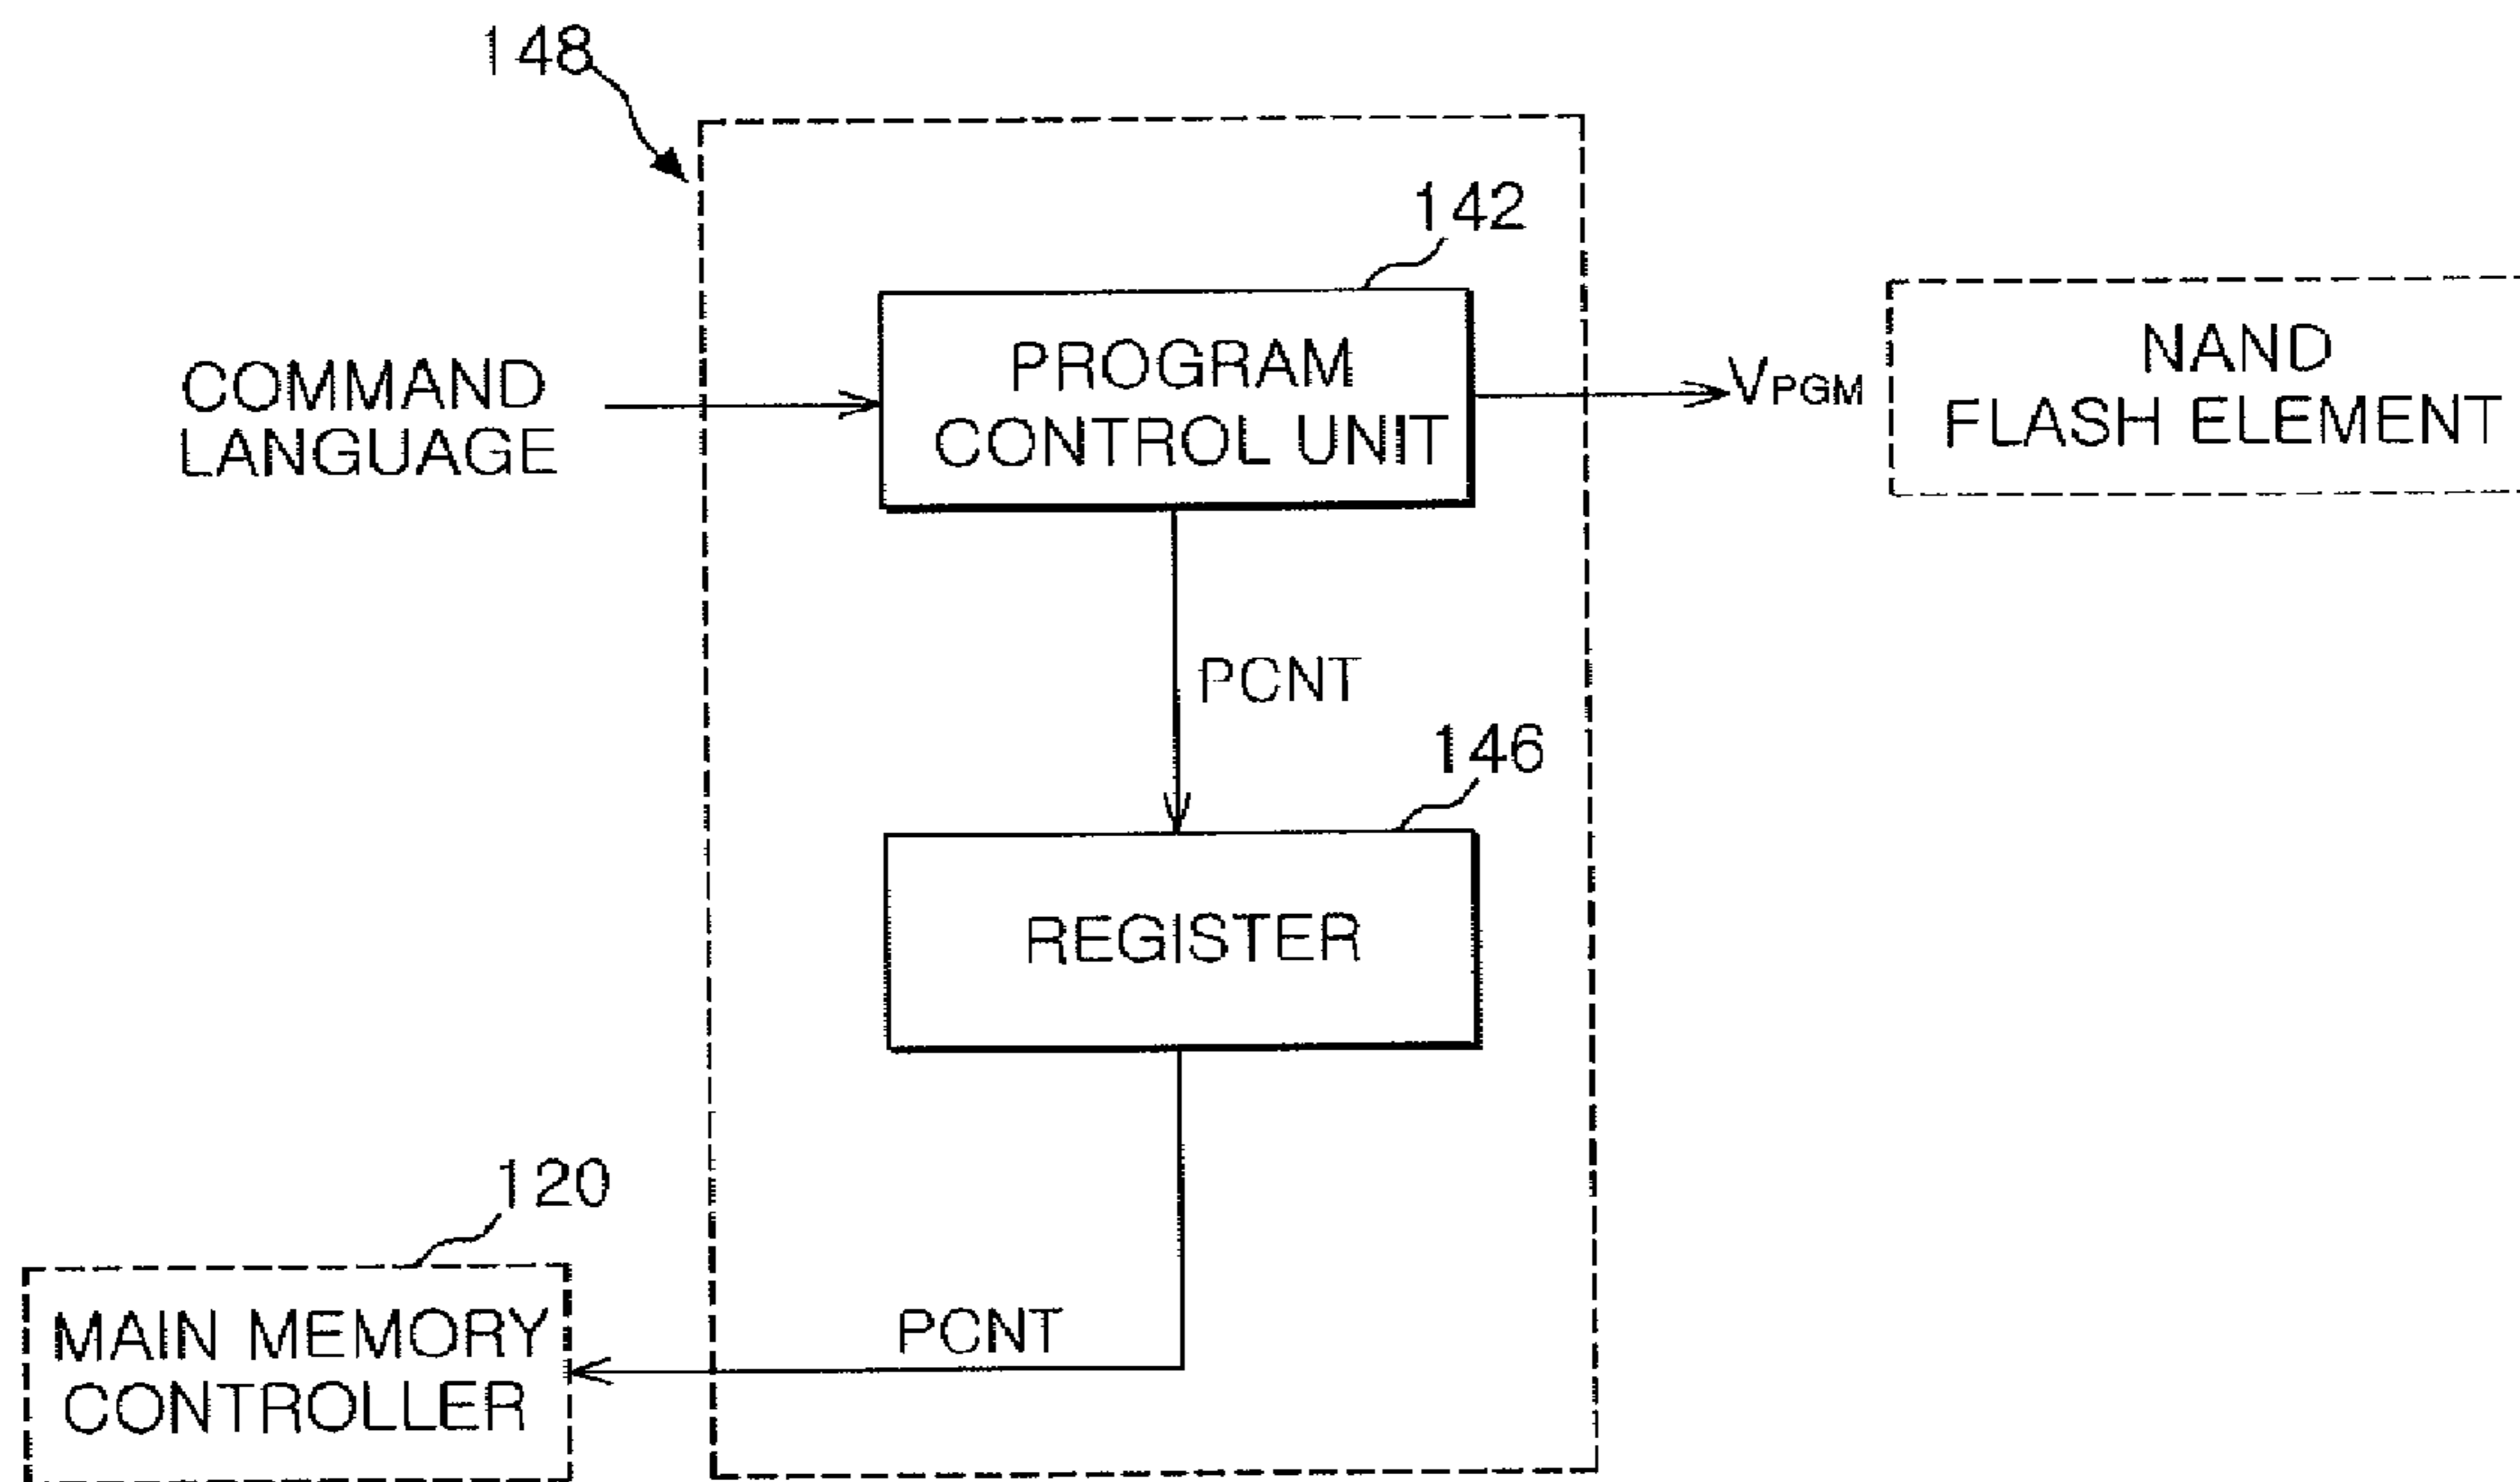 148
142
PROGRAM
CONTROL UNIT
COMMAND
LANGUAGE
VPGM
NAND
FLASH ELEMENT
PCNT
146
REGISTER
120
MAIN MEMORY
CONTROLLER
PCNT